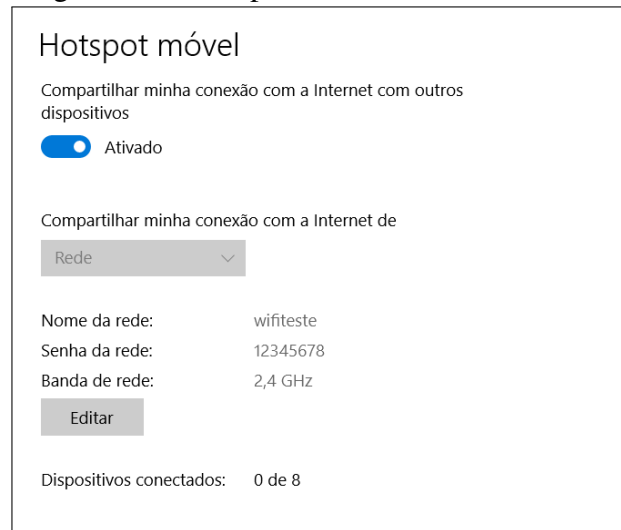 Hotspot móvel
Compartilhar minha conexão com a Internet com outros
dispositivos
Ativado
Compartilhar minha conexão com a Internet de
Rede
Nome da rede: wifiteste
Senha da rede: 12345678
Banda de rede: 2,4 GHz
Editar
Dispositivos conectados: 0 de 8